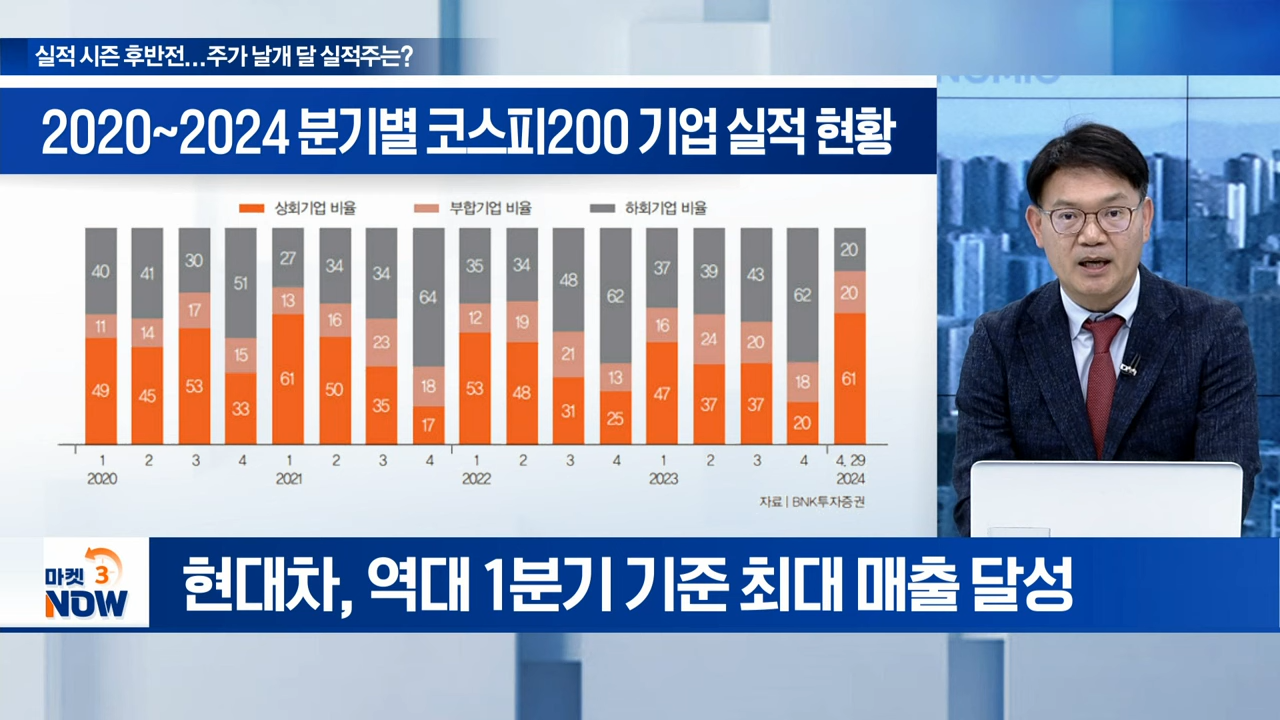 실적 시즌 후반전...주가 날개 달 실적주는?
NOMIC
2020~2024 분기별 코스피200 기업 실적 현황
상회기업 비율 부합기업 비율 하회기업 비율
40 41 30 51 27 34 34 64 35 34 48 62 37 39 43 62 20
11 14 17 15 13 16 23 18 12 19 21 13 16 24 20 18 20
49 45 53 33 61 50 35 17 53 48 31 25 47 37 37 20 61
1 2 3 4 1 2 3 4 1 2 3 4 1 2 3 4 4, 29
2020 2021 2022 2023 2024
자료 | BNK투자증권
마켓 3
NOW
현대차, 역대 1분기 기준 최대 매출 달성